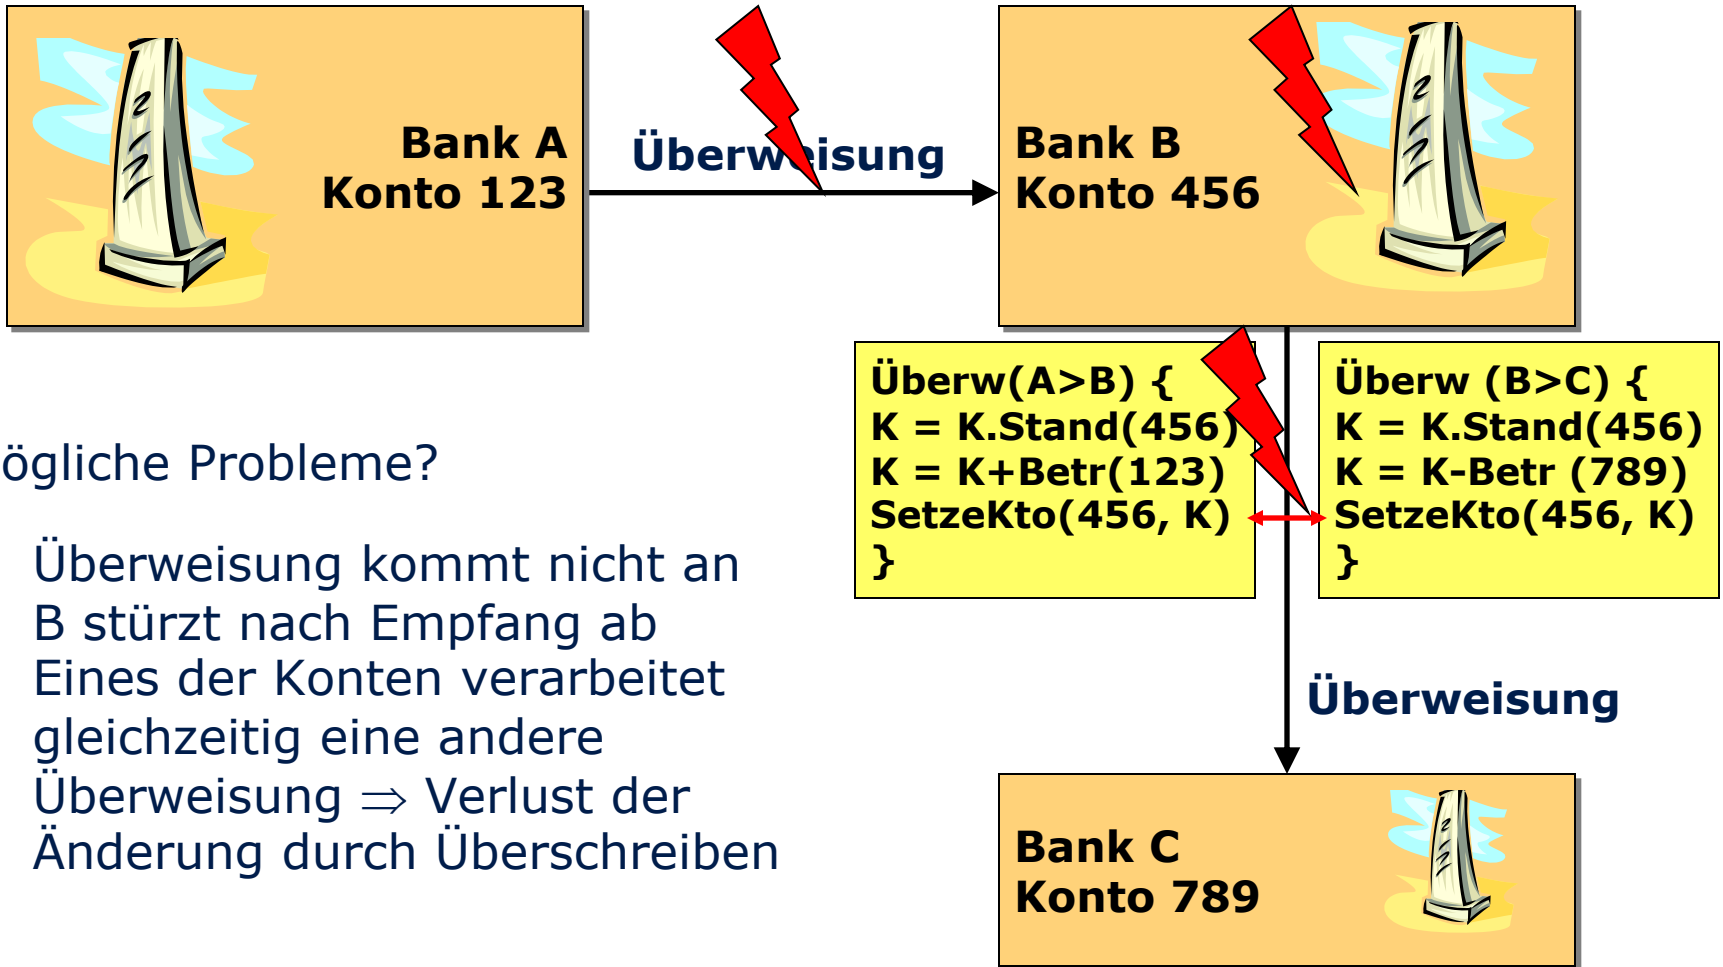 Bank A
Konto 123
Überweisung
Bank B
Konto 456
Überw(A>B) {
K = K.Stand(456)
K = K+Betr(123)
SetzeKto(456, K)
}
Überw (B>C) {
K = K.Stand(456)
K = K-Betr (789)
SetzeKto(456, K)
}
ögliche Probleme?
Überweisung kommt nicht an
B stürzt nach Empfang ab
Eines der Konten verarbeitet
gleichzeitig eine andere
Überweisung ⇒ Verlust der
Änderung durch Überschreiben
Überweisung
Bank C
Konto 789